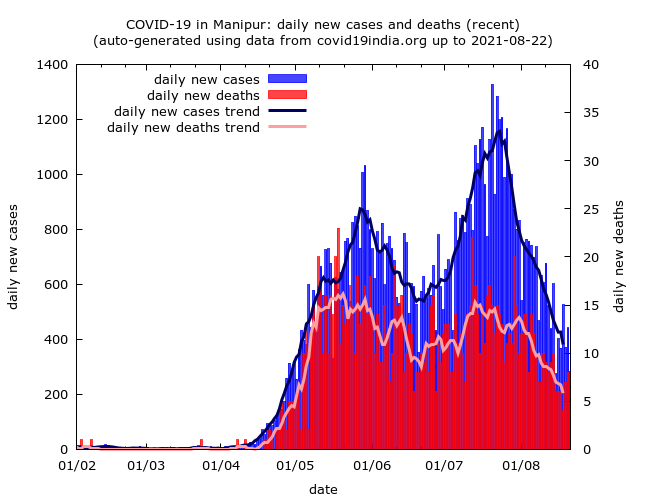 COVID-19 in Manipur: daily new cases and deaths (recent)
(auto-generated using data from covid19india.org up to 2021-08-22)
daily new cases
daily new deaths
daily new cases trend
daily new deaths trend
1400
1200
1000
800
600
400
200
0
40
35
30
25
20
15
10
5
0
daily new cases
daily new deaths
01/02 01/03 01/04 01/05 01/06 01/07 01/08
date